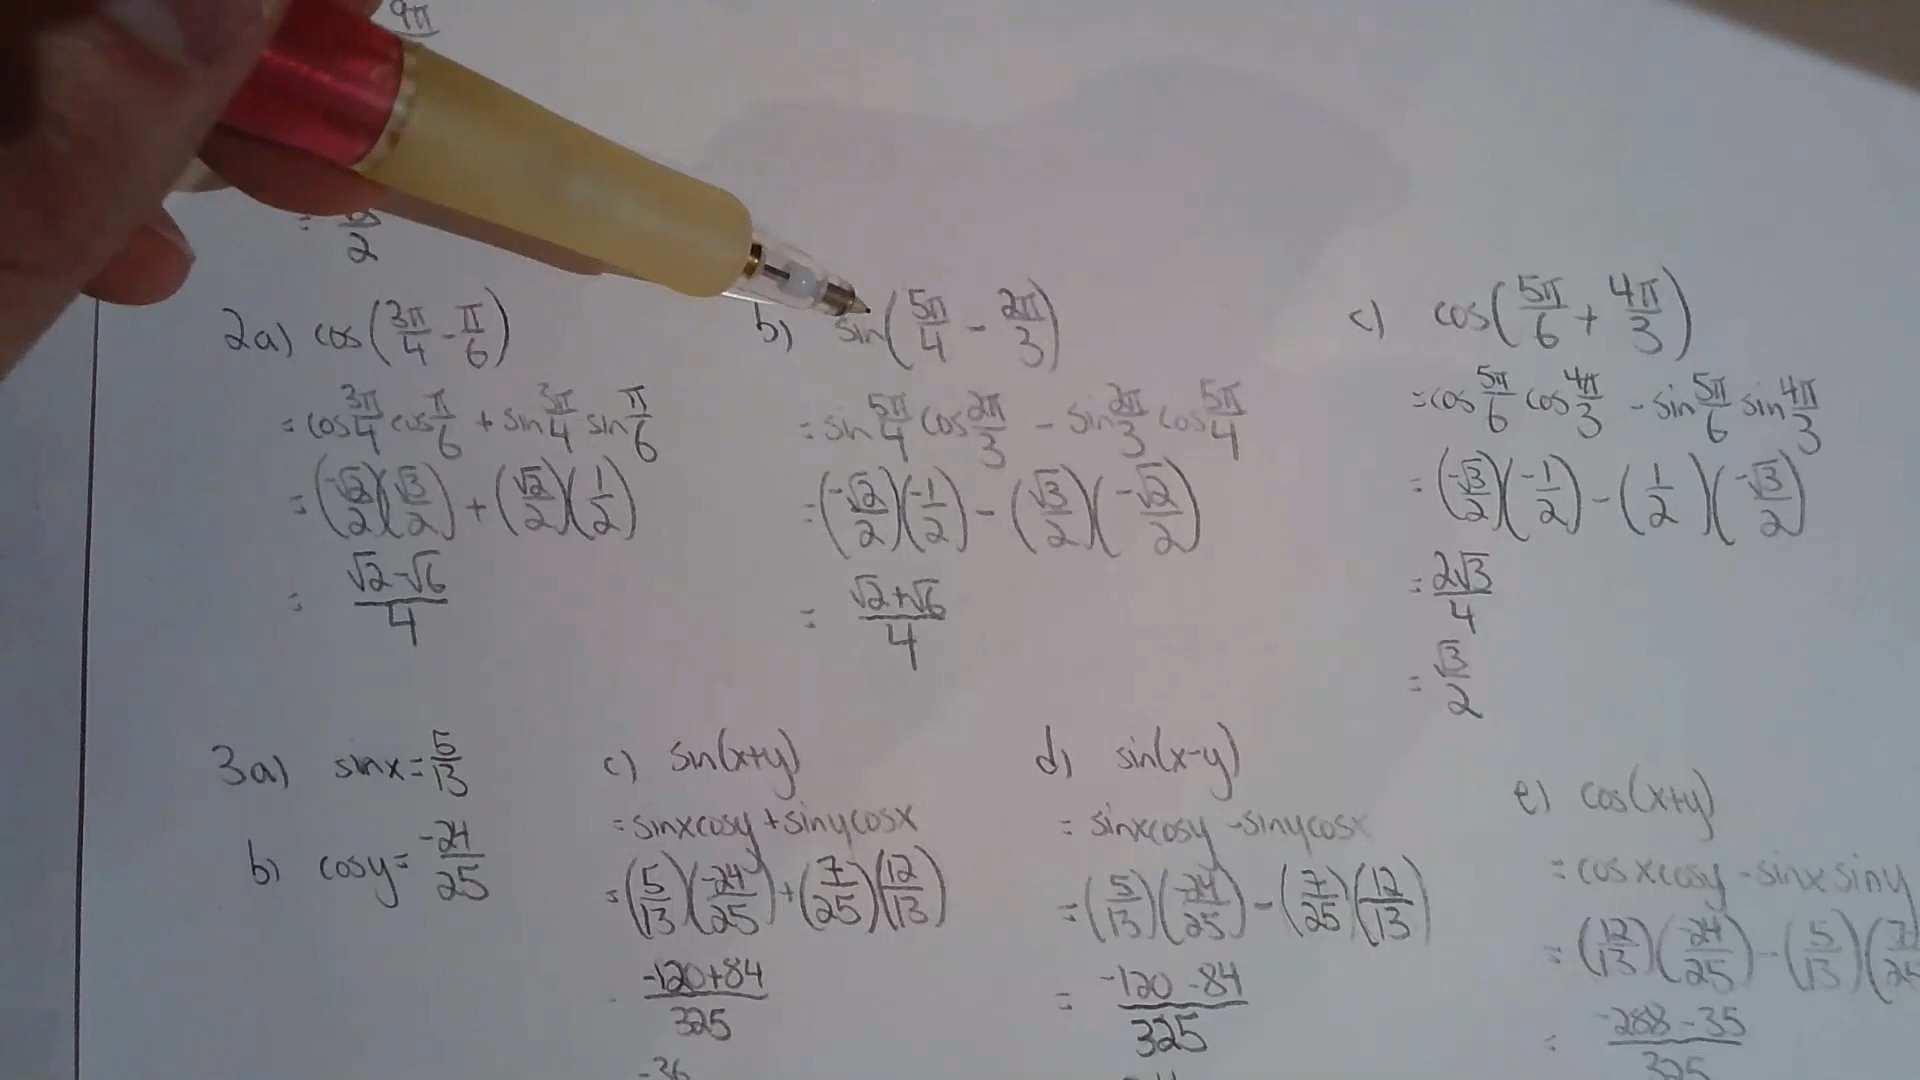 9π
= 
2
2a) cos(3π/4 - π/6)
= cos 3π/4 cos π/6 + sin 3π/4 sin π/6
= (-√2/2)(√3/2) + (√2/2)(1/2)
= √2-√6/4
b) sin(5π/4 - 2π/3)
= sin 5π/4 cos 2π/3 - sin 2π/3 cos 5π/4
= (-√2/2)(-1/2) - (√3/2)(-√2/2)
= √2+√6/4
c) cos(5π/6 + 4π/3)
= cos 5π/6 cos 4π/3 - sin 5π/6 sin 4π/3
= (-√3/2)(-1/2) - (1/2)(-√3/2)
= 2√3/4
= √3/2
3a) sinx = 5/13
b) cosy = -24/25
c) sin(x+y)
= sinxcosy + sinycosx
= (5/13)(-24/25) + (7/25)(12/13)
-120+84/325
-36
d) sin(x-y)
= sinxcosy - sinycosx
= (5/13)(-24/25) - (7/25)(12/13)
= -120-84/325
e) cos(x+y)
= cosxcosy - sinxsiny
= (12/13)(-24/25) - (5/13)(7/
= -288-35/325